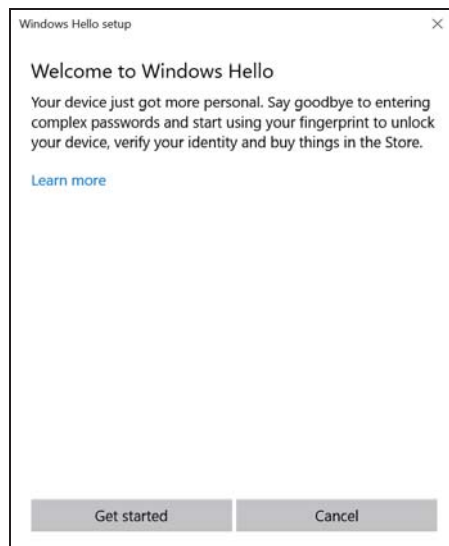 Windows Hello setup
Welcome to Windows Hello
Your device just got more personal. Say goodbye to entering
complex passwords and start using your fingerprint to unlock
your device, verify your identity and buy things in the Store.
Learn more
Get started
Cancel